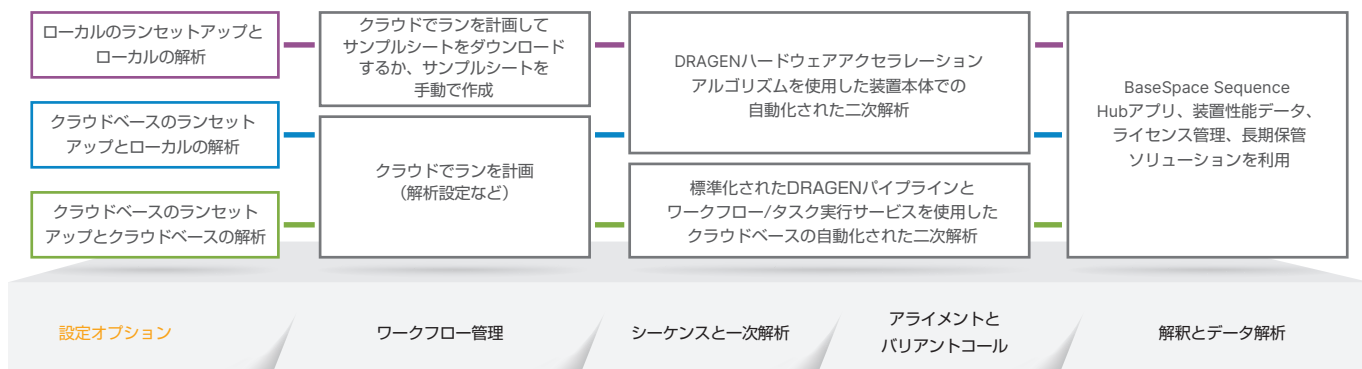 ローカルのランセットアップと
ローカルの解析
クラウドベースのランセット
アップとローカルの解析
クラウドベースのランセット
アップとクラウドベースの解析
クラウドでランを計画して
サンプルシートをダウンロード
するか、サンプルシートを
手動で作成
クラウドでランを計画
（解析設定など）
DRAGENハードウェアアクセラレーション
アルゴリズムを使用した装置本体での
自動化された二次解析
標準化されたDRAGENパイプラインと
ワークフロー/タスク実行サービスを使用した
クラウドベースの自動化された二次解析
BaseSpace Sequence
Hubアプリ、装置性能データ、
ライセンス管理、長期保管
ソリューションを利用
設定オプション
ワークフロー管理
シーケンスと一次解析
アライメントと
バリアントコール
解釈とデータ解析